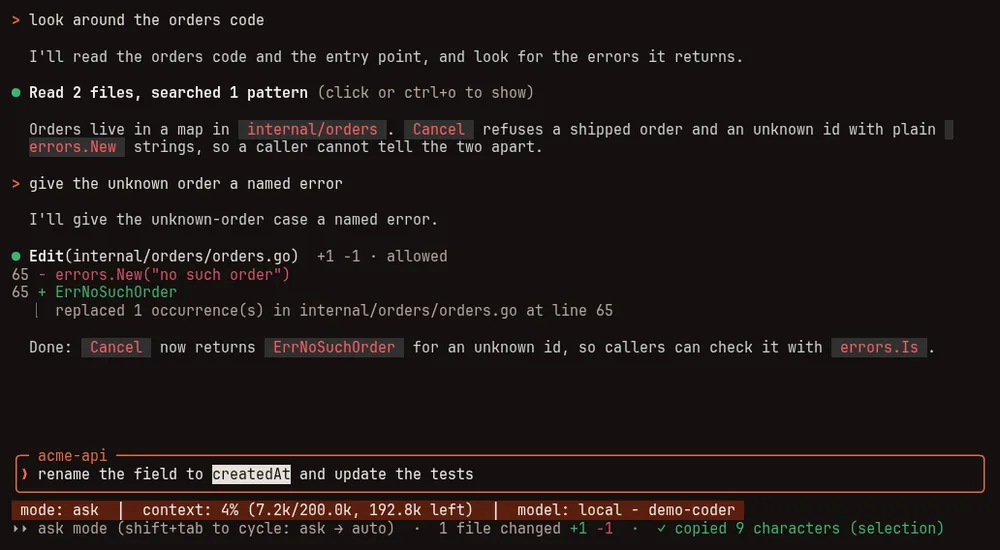 > look around the orders code
I'll read the orders code and the entry point, and look for the errors it returns.
● Read 2 files, searched 1 pattern (click or ctrl+o to show)
Orders live in a map in internal/orders . Cancel refuses a shipped order and an unknown id with plain
errors.New strings, so a caller cannot tell the two apart.
> give the unknown order a named error
I'll give the unknown-order case a named error.
● Edit(internal/orders/orders.go) +1 -1 · allowed
65 - errors.New("no such order")
65 + ErrNoSuchOrder
⎣ replaced 1 occurrence(s) in internal/orders/orders.go at line 65
Done: Cancel now returns ErrNoSuchOrder for an unknown id, so callers can check it with errors.Is .
acme-api
❯ rename the field to createdAt and update the tests
mode: ask | context: 4% (7.2k/200.0k, 192.8k left) | model: local - demo-coder
▸▸ ask mode (shift+tab to cycle: ask → auto) · 1 file changed +1 -1 · ✓ copied 9 characters (selection)